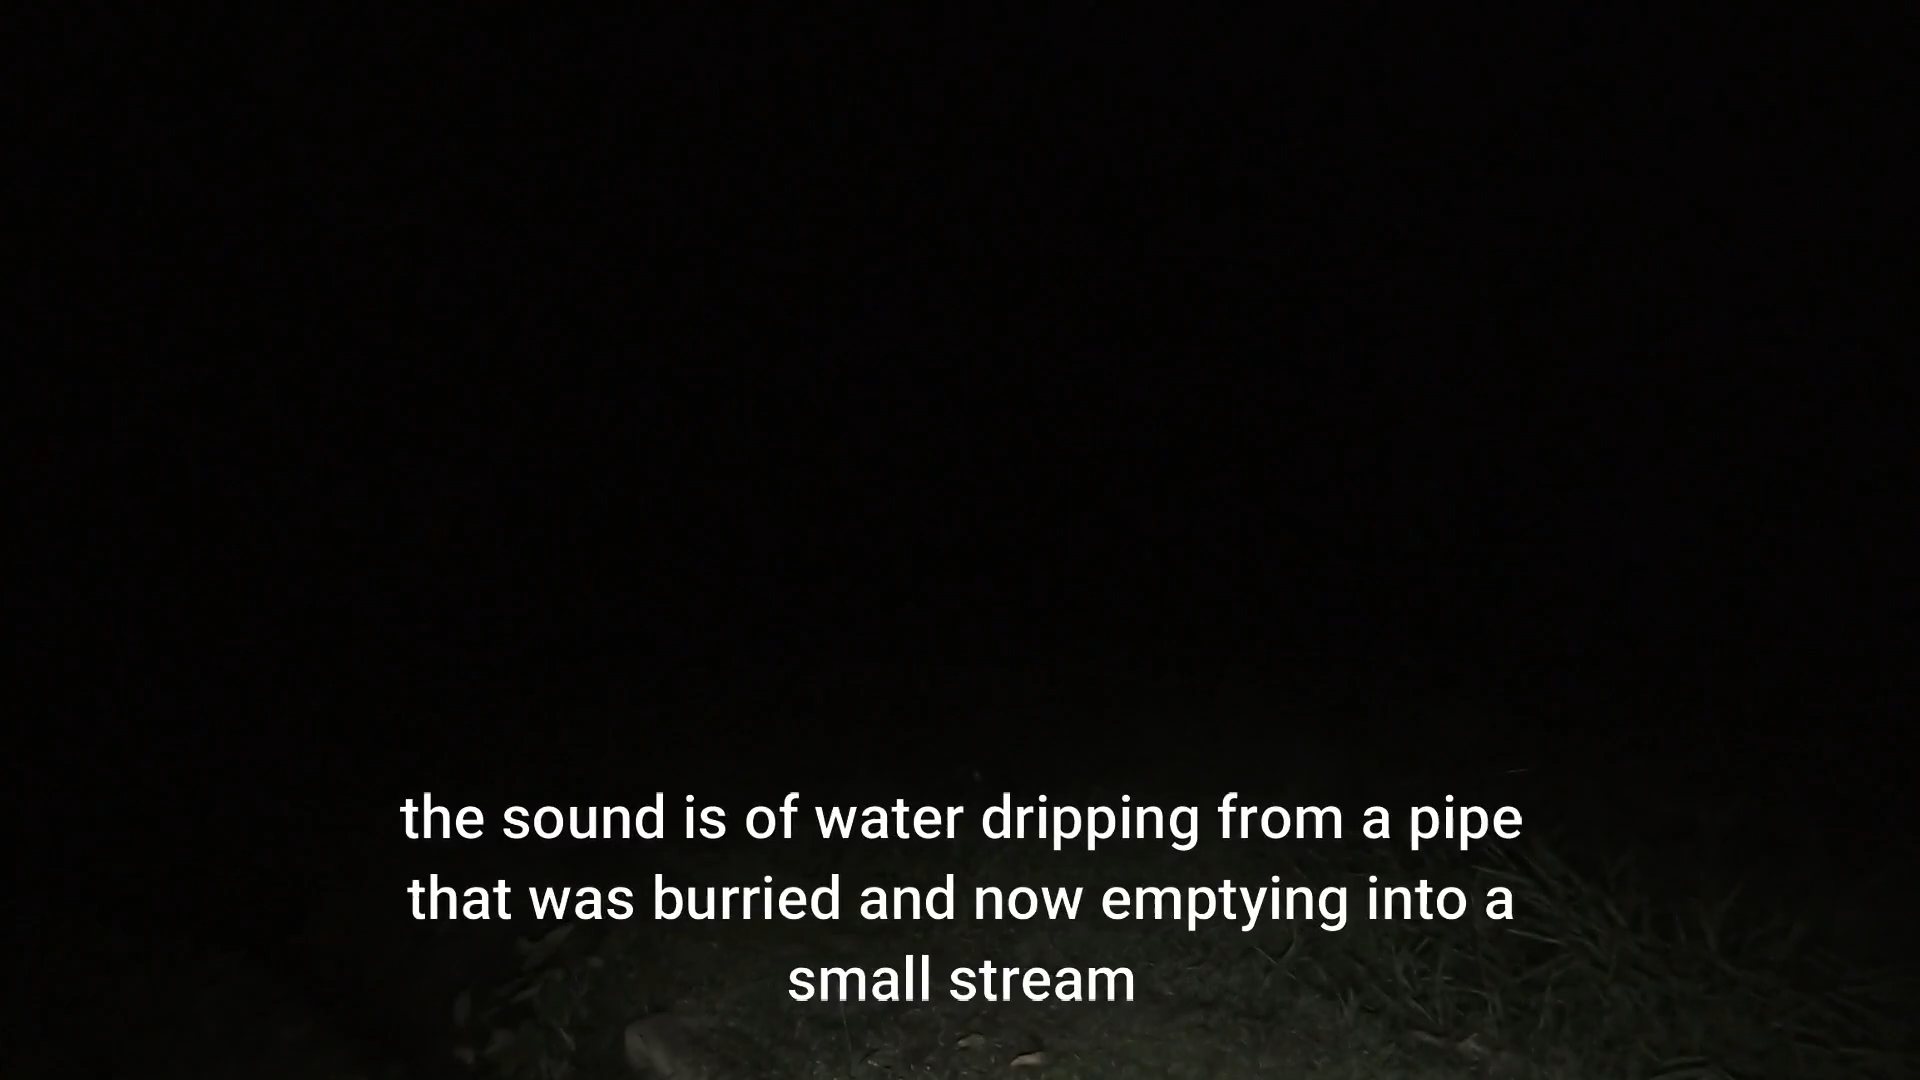 the sound is of water dripping from a pipe
that was burried and now emptying into a
small stream